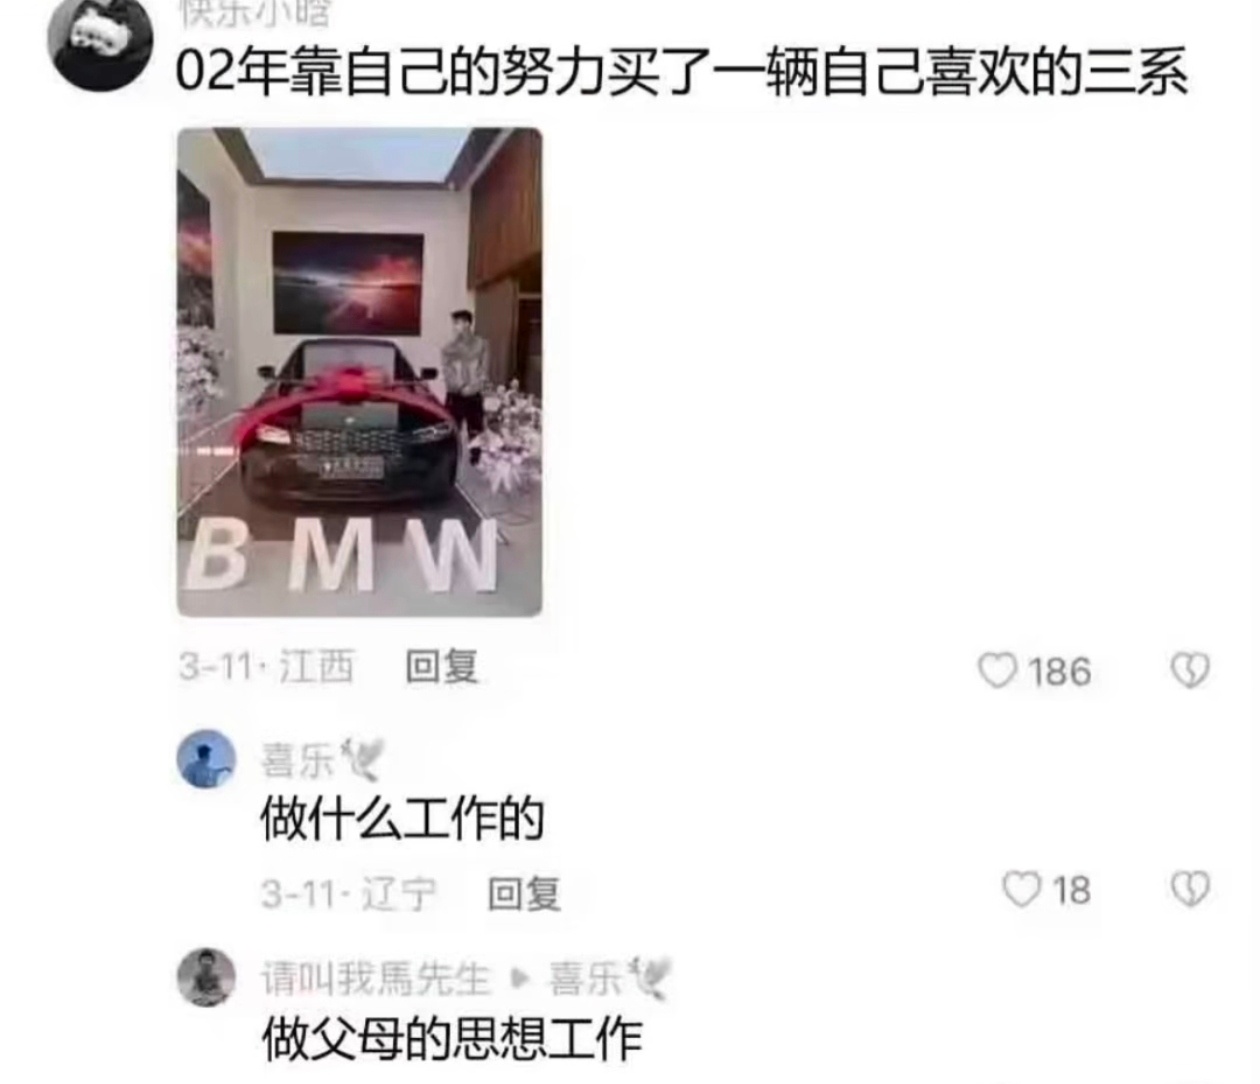 快乐小晗
02年靠自己的努力买了一辆自己喜欢的三系
BMW
3-11·江西 回复 186
喜乐
做什么工作的
3-11·辽宁 回复 18
请叫我馬先生 ▶ 喜乐
做父母的思想工作